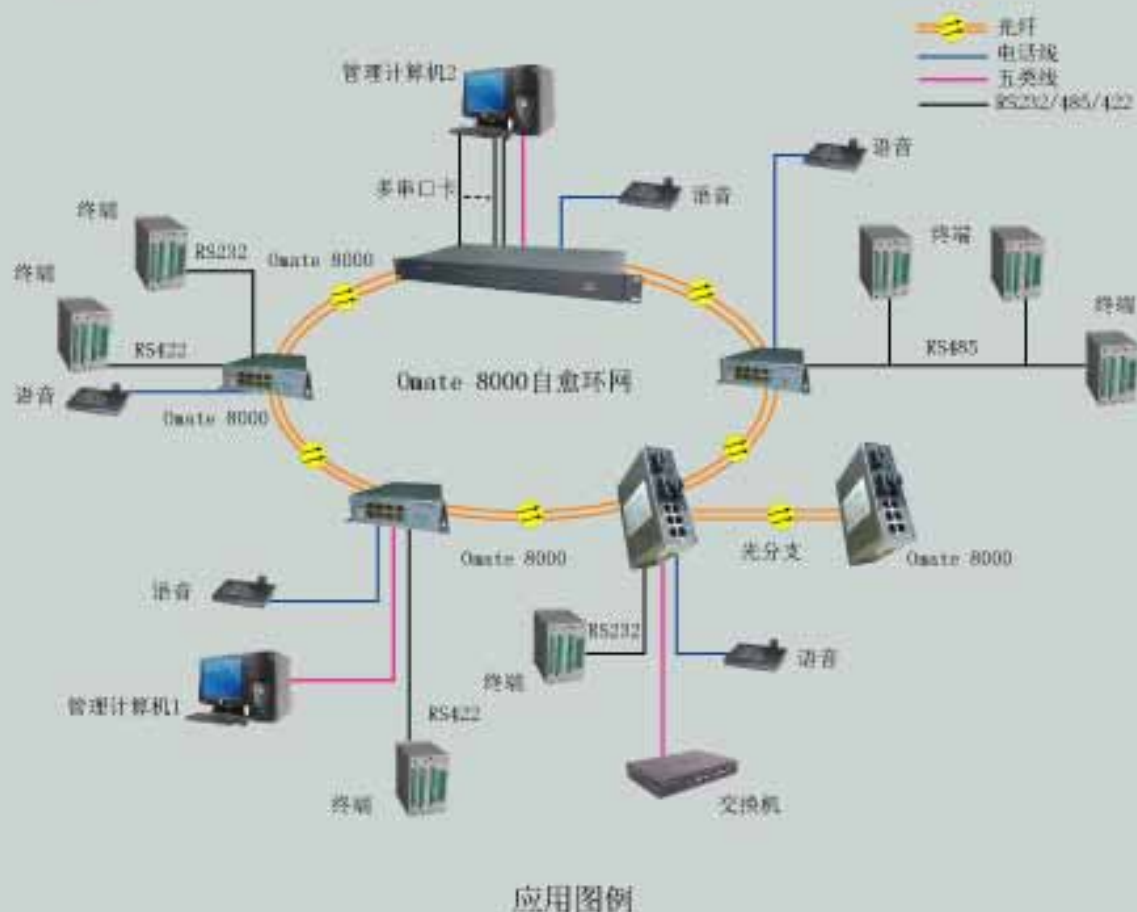 光纤
电话线
五类线
RS232/485/422
管理计算机2
语音
多串口卡
语音
终端
RS232
Omate 8000
终端
终端
终端
RS422
RS485
Omate 8000自愈环网
语音
Omate 8000
Omate 8000
光分支
Omate 8000
语音
RS232
语音
终端
管理计算机1
RS422
终端
交换机
应用图例